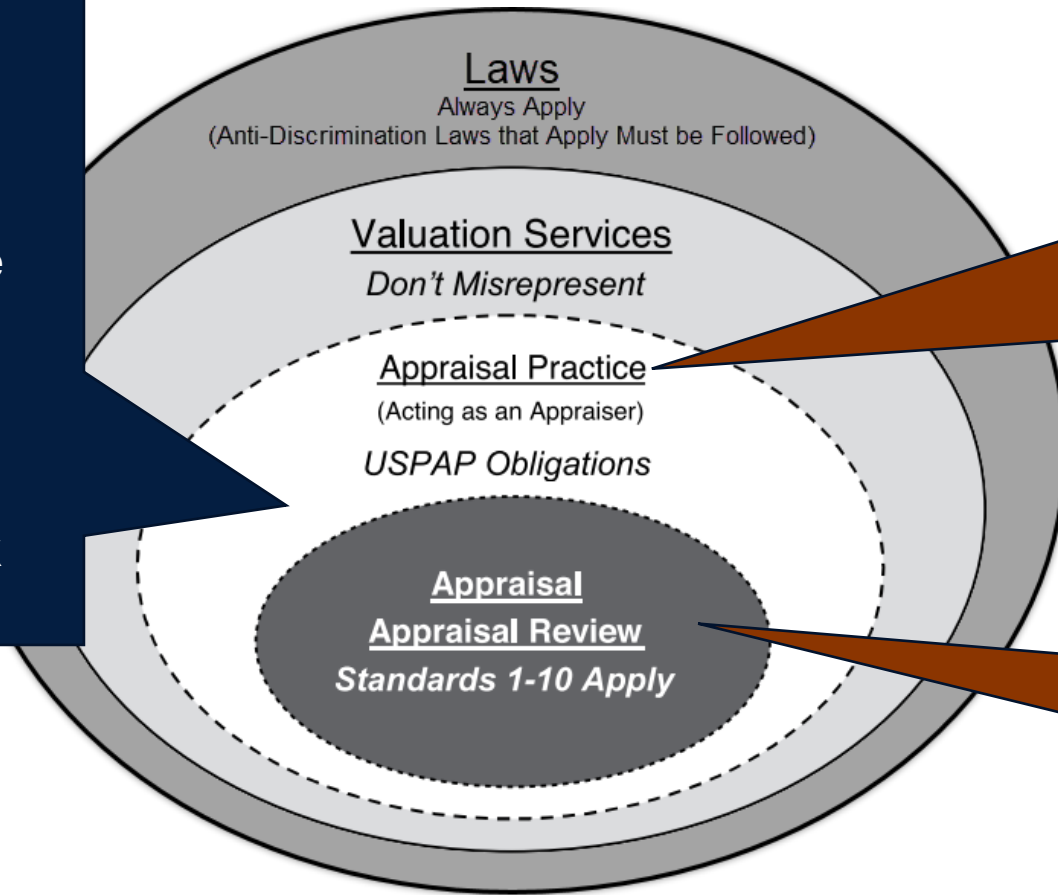 Laws
Always Apply
(Anti-Discrimination Laws that Apply Must be Followed)
Valuation Services
Don't Misrepresent
Appraisal Practice
(Acting as an Appraiser)
USPAP Obligations
Appraisal
Appraisal Review
Standards 1-10 Apply